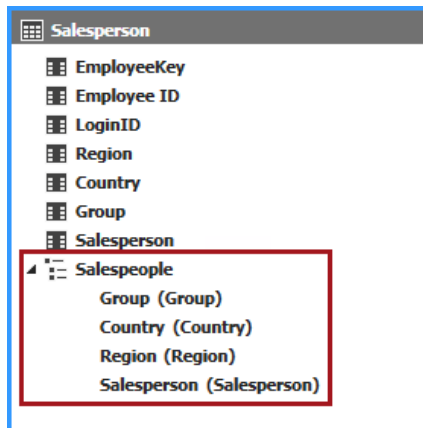 Salesperson
EmployeeKey
Employee ID
LoginID
Region
Country
Group
Salesperson
Salespeople
Group (Group)
Country (Country)
Region (Region)
Salesperson (Salesperson)